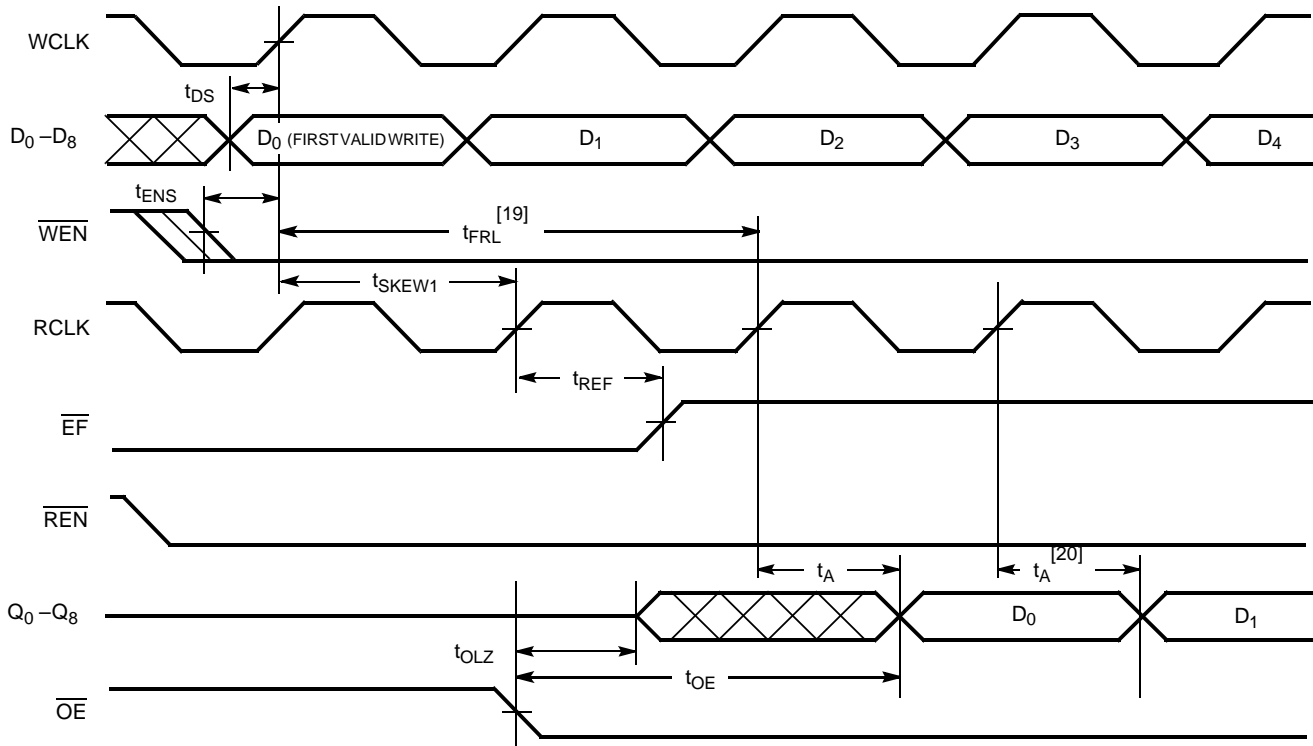 WCLK
tDS
D0 –D8
D0 (FIRST VALID WRITE)
D1
D2
D3
D4
tENS
WEN
tFRL [19]
tSKEW1
RCLK
tREF
EF
REN
tA
tA [20]
Q0 –Q8
D0
D1
tOLZ
tOE
OE